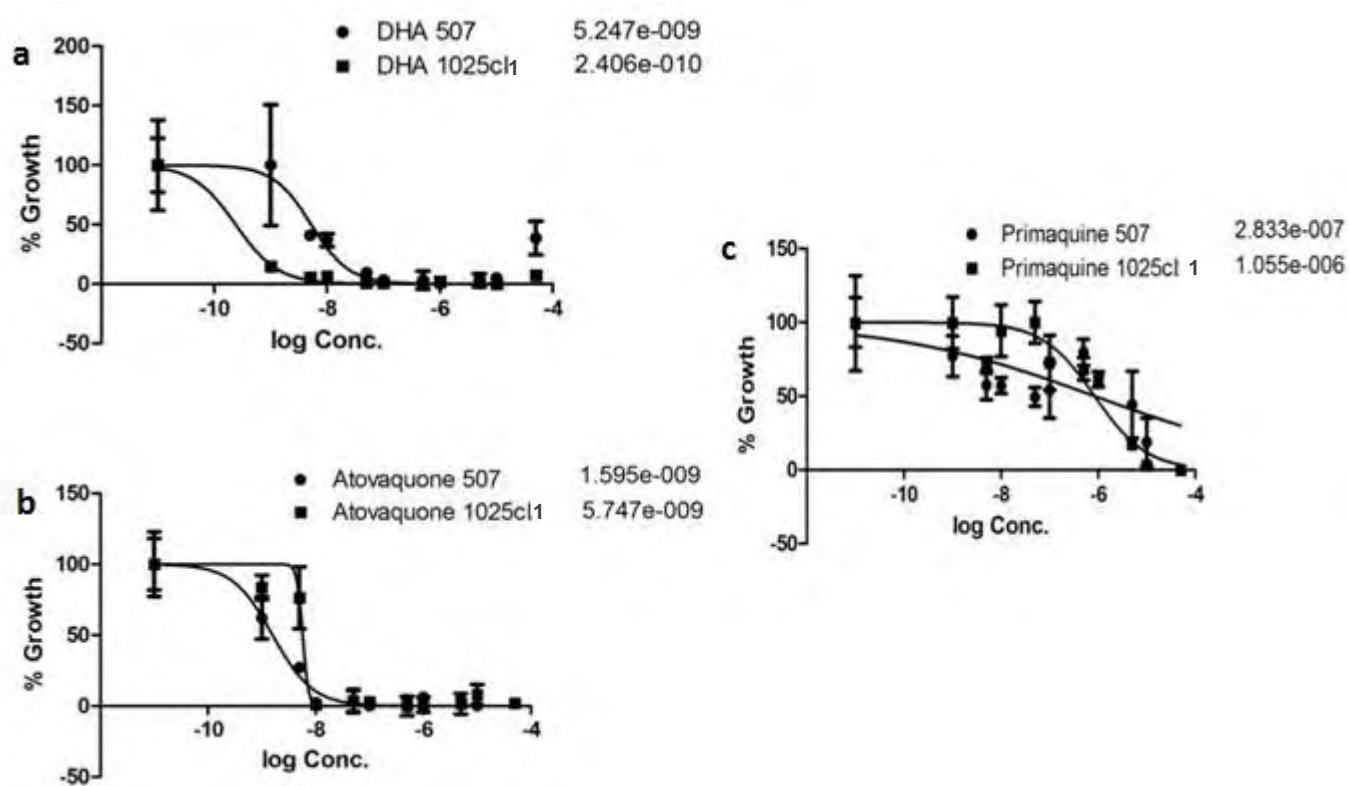 a
DHA 507 5.247e-009
DHA 1025cl1 2.406e-010
200
150
100
50
0
-50
% Growth
-10 -8 -6 -4
log Conc.
b
Atovaquone 507 1.595e-009
Atovaquone 1025cl1 5.747e-009
150
100
50
0
-50
% Growth
-10 -8 -6 -4
log Conc.
c
Primaquine 507 2.833e-007
Primaquine 1025cl 1 1.055e-006
150
100
50
0
-50
% Growth
-10 -8 -6 -4
log Conc.